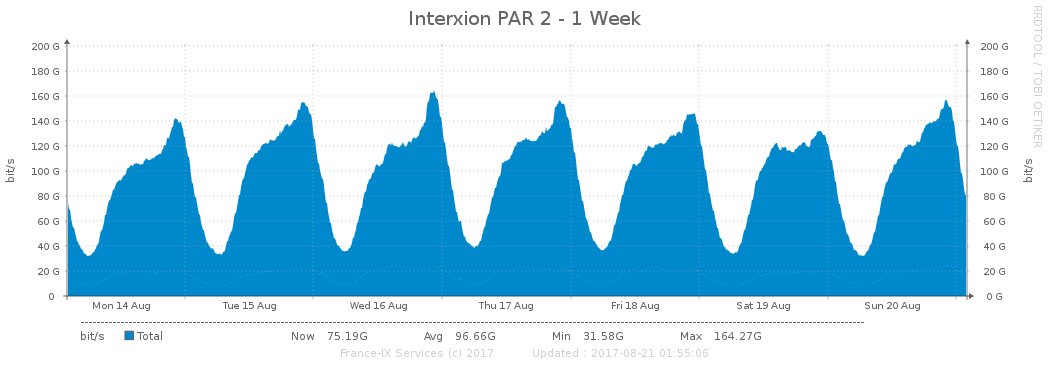 Interxion PAR 2 - 1 Week
RRDTOOL / TOBI OETIKER
200 G 200 G
180 G 180 G
160 G 160 G
140 G 140 G
120 G 120 G
100 G 100 G
80 G 80 G
60 G 60 G
40 G 40 G
20 G 20 G
0 0 G
bit/s
bit/s
Mon 14 Aug Tue 15 Aug Wed 16 Aug Thu 17 Aug Fri 18 Aug Sat 19 Aug Sun 20 Aug
bit/s Total Now 75.19G Avg 96.66G Min 31.58G Max 164.27G
France-IX Services (c) 2017 Updated : 2017-08-21 01:55:06